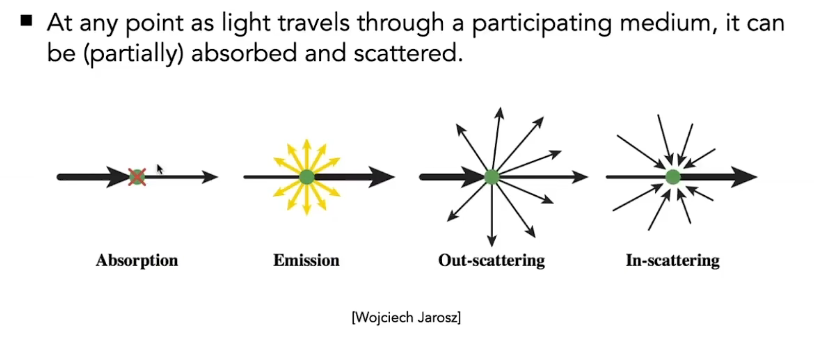 ■ At any point as light travels through a participating medium, it can
be (partially) absorbed and scattered.
Absorption Emission Out-scattering In-scattering
[Wojciech Jarosz]